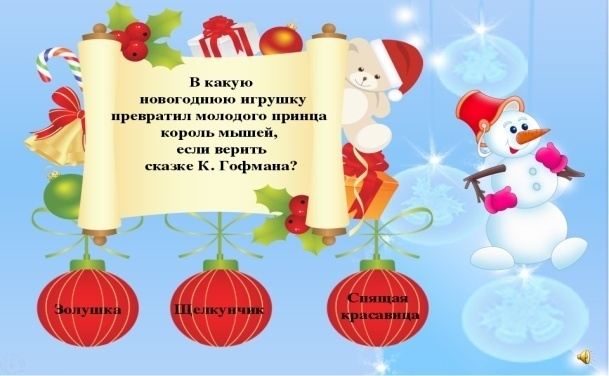 В какую
новогоднюю игрушку
превратил молодого принца
король мышей,
если верить
сказке К. Гофмана?
Золушка
Щелкунчик
Спящая
красавица